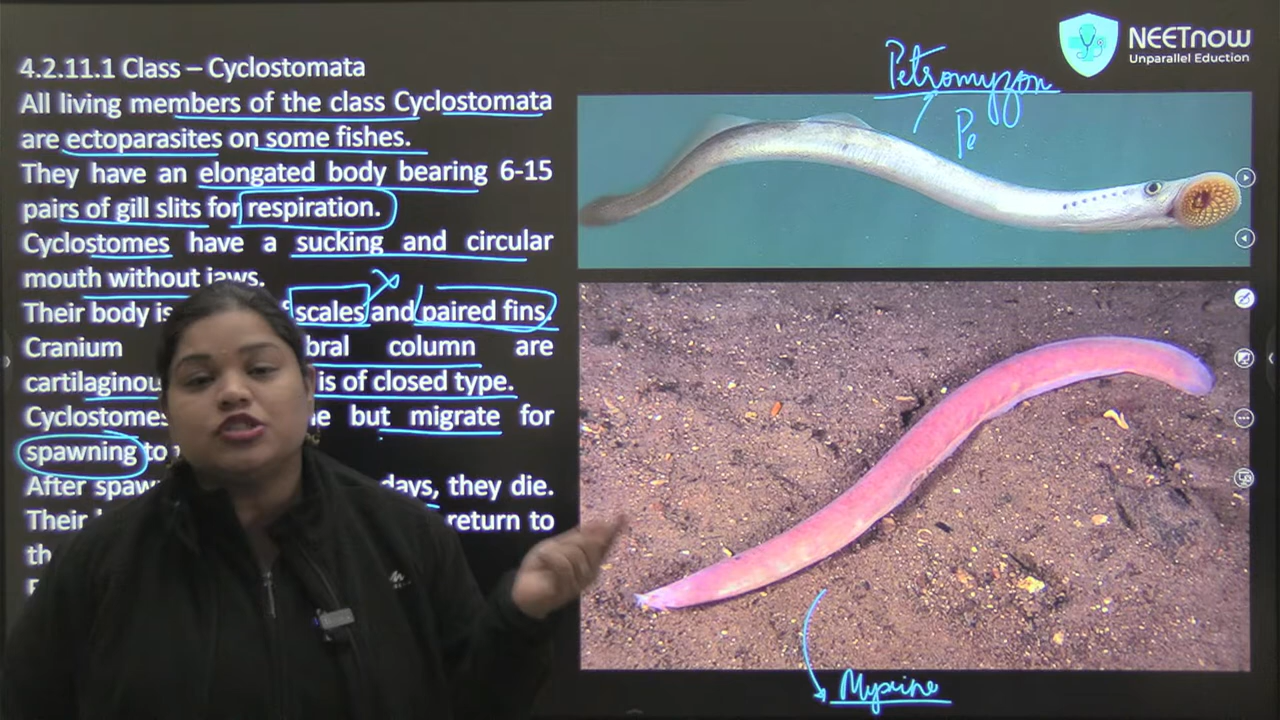 4.2.11.1 Class – Cyclostomata
All living members of the class Cyclostomata
are ectoparasites on some fishes.
They have an elongated body bearing 6-15
pairs of gill slits for respiration.
Cyclostomes have a sucking and circular
mouth without jaws.
Their body is scales and paired fins.
Cranium bral column are
cartilaginou is of closed type.
Cyclostomes but migrate for
spawning to
After spaw days, they die.
Their return to
th
Petromyzon
Pe
NEETnow
Unparallel Eduction
Myxine